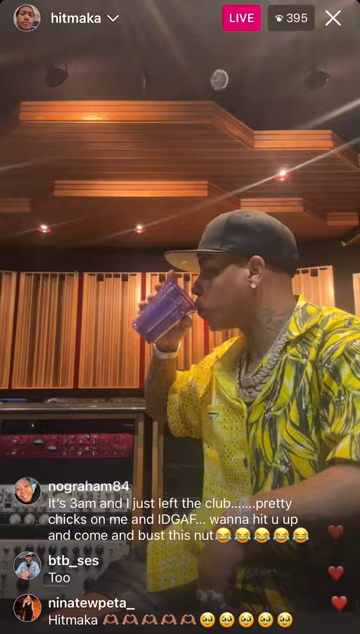 hitmaka
LIVE
395
nograham84
It's 3am and I just left the club.......pretty
chicks on me and IDGAF... wanna hit u up
and come and bust this nut😂😂😂😂😂
btb_ses
Too
ninatewpeta_
Hitmaka 🫶🏽🫶🏽🫶🏽🫶🏽🫶🏽🥹🥹🥹🥹🥹